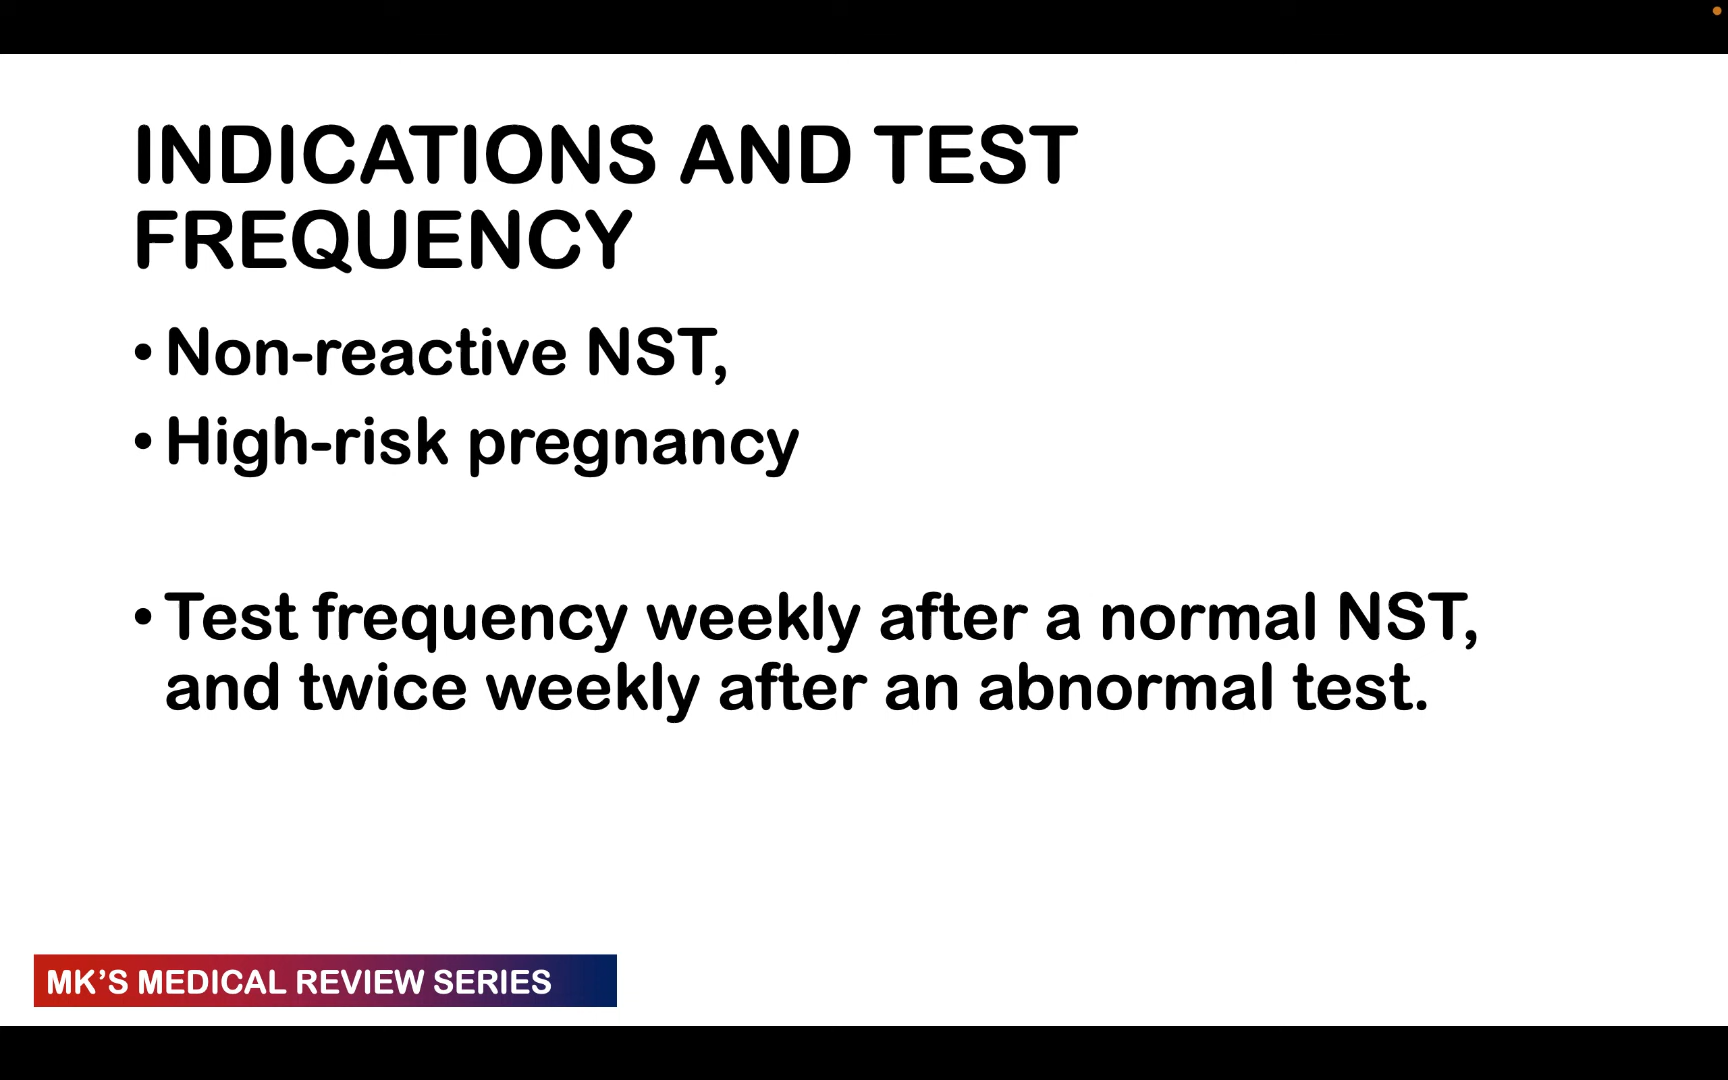 INDICATIONS AND TEST
FREQUENCY
• Non-reactive NST,
• High-risk pregnancy
• Test frequency weekly after a normal NST,
and twice weekly after an abnormal test.
MK’S MEDICAL REVIEW SERIES